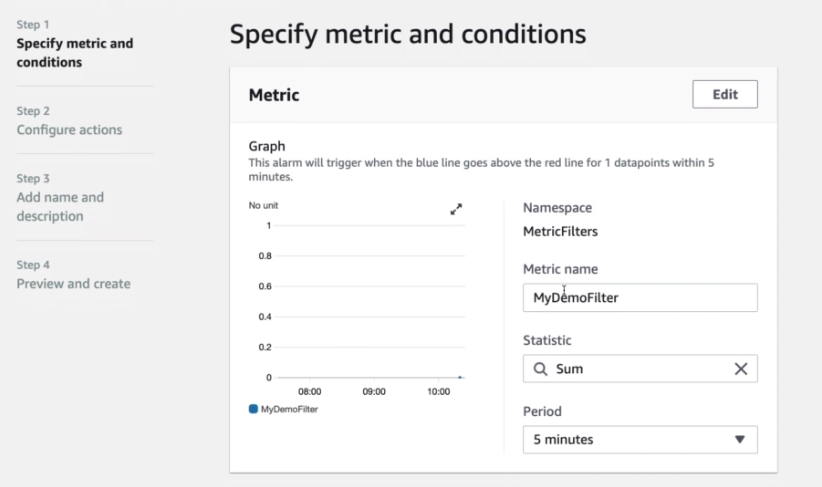 Step 1
Specify metric and
conditions
Step 2
Configure actions
Step 3
Add name and
description
Step 4
Preview and create
Specify metric and conditions
Metric
Edit
Graph
This alarm will trigger when the blue line goes above the red line for 1 datapoints within 5
minutes.
No unit
1
0.8
0.6
0.4
0.2
0
08:00 09:00 10:00
MyDemoFilter
Namespace
MetricFilters
Metric name
MyDemoFilter
Statistic
Sum
Period
5 minutes